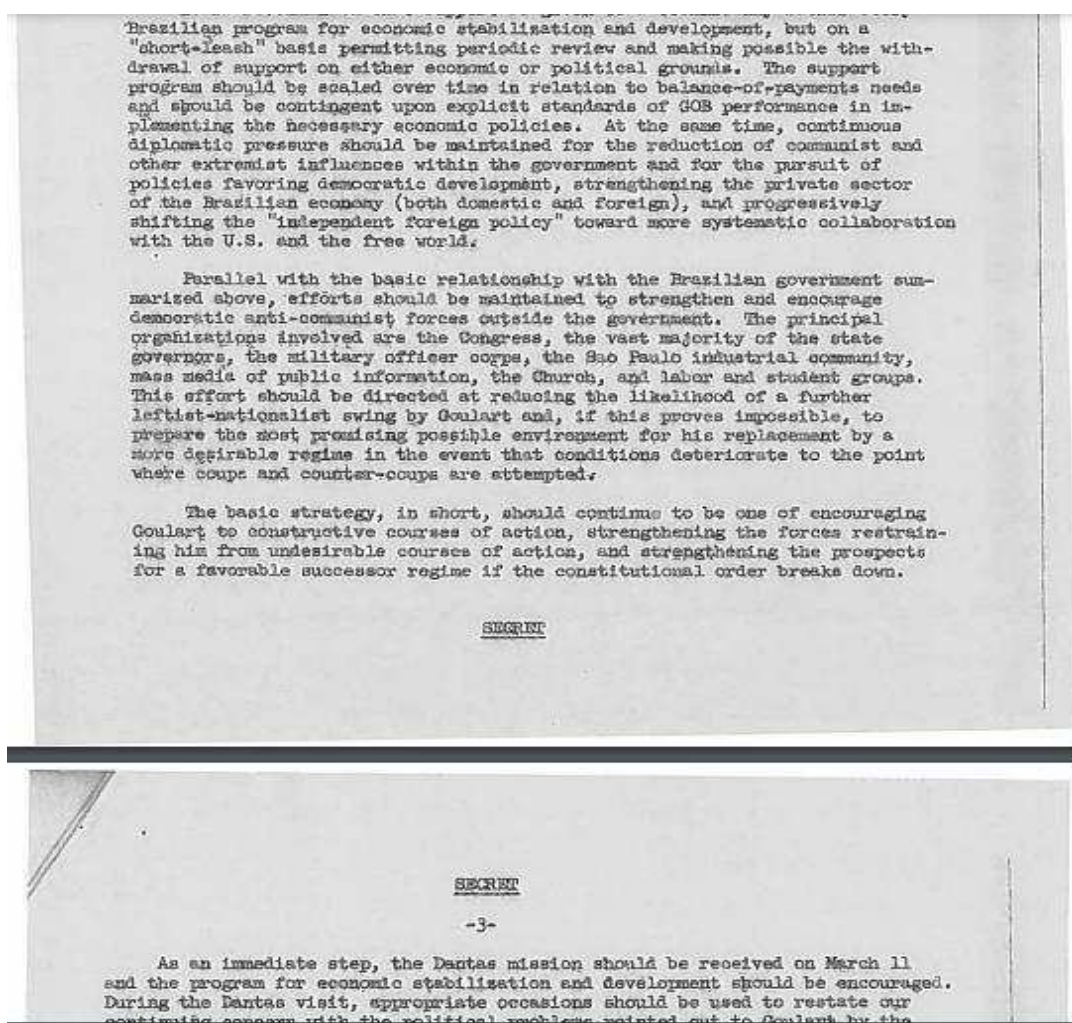 Brazilian program for economic stabilization and development, but on a
"short-leash" basis permitting periodic review and making possible the with-
drawal of support on either economic or political grounds. The support
program should be scaled over time in relation to balance-of-payments needs
and should be contingent upon explicit standards of GOB performance in im-
plementing the necessary economic policies. At the same time, continuous
diplomatic pressure should be maintained for the reduction of communist and
other extremist influences within the government and for the pursuit of
policies favoring democratic development, strengthening the private sector
of the Brazilian economy (both domestic and foreign), and progressively
shifting the "independent foreign policy" toward more systematic collaboration
with the U.S. and the free world.
Parallel with the basic relationship with the Brazilian government sum-
marized above, efforts should be maintained to strengthen and encourage
democratic anti-communist forces outside the government. The principal
organizations involved are the Congress, the vast majority of the state
governors, the military officer corps, the Sao Paulo industrial community,
mass media of public information, the Church, and labor and student groups.
This effort should be directed at reducing the likelihood of a further
leftist-nationalist swing by Goulart and, if this proves impossible, to
prepare the most promising possible environment for his replacement by a
more desirable regime in the event that conditions deteriorate to the point
where coups and counter-coups are attempted.
The basic strategy, in short, should continue to be one of encouraging
Goulart to constructive courses of action, strengthening the forces restrain-
ing him from undesirable courses of action, and strengthening the prospects
for a favorable successor regime if the constitutional order breaks down.
SECRET
SECRET
-3-
As an immediate step, the Dantas mission should be received on March 11
and the program for economic stabilization and development should be encouraged.
During the Dantas visit, appropriate occasions should be used to restate our
continuing concern with the political problems pointed out to Goulart by the